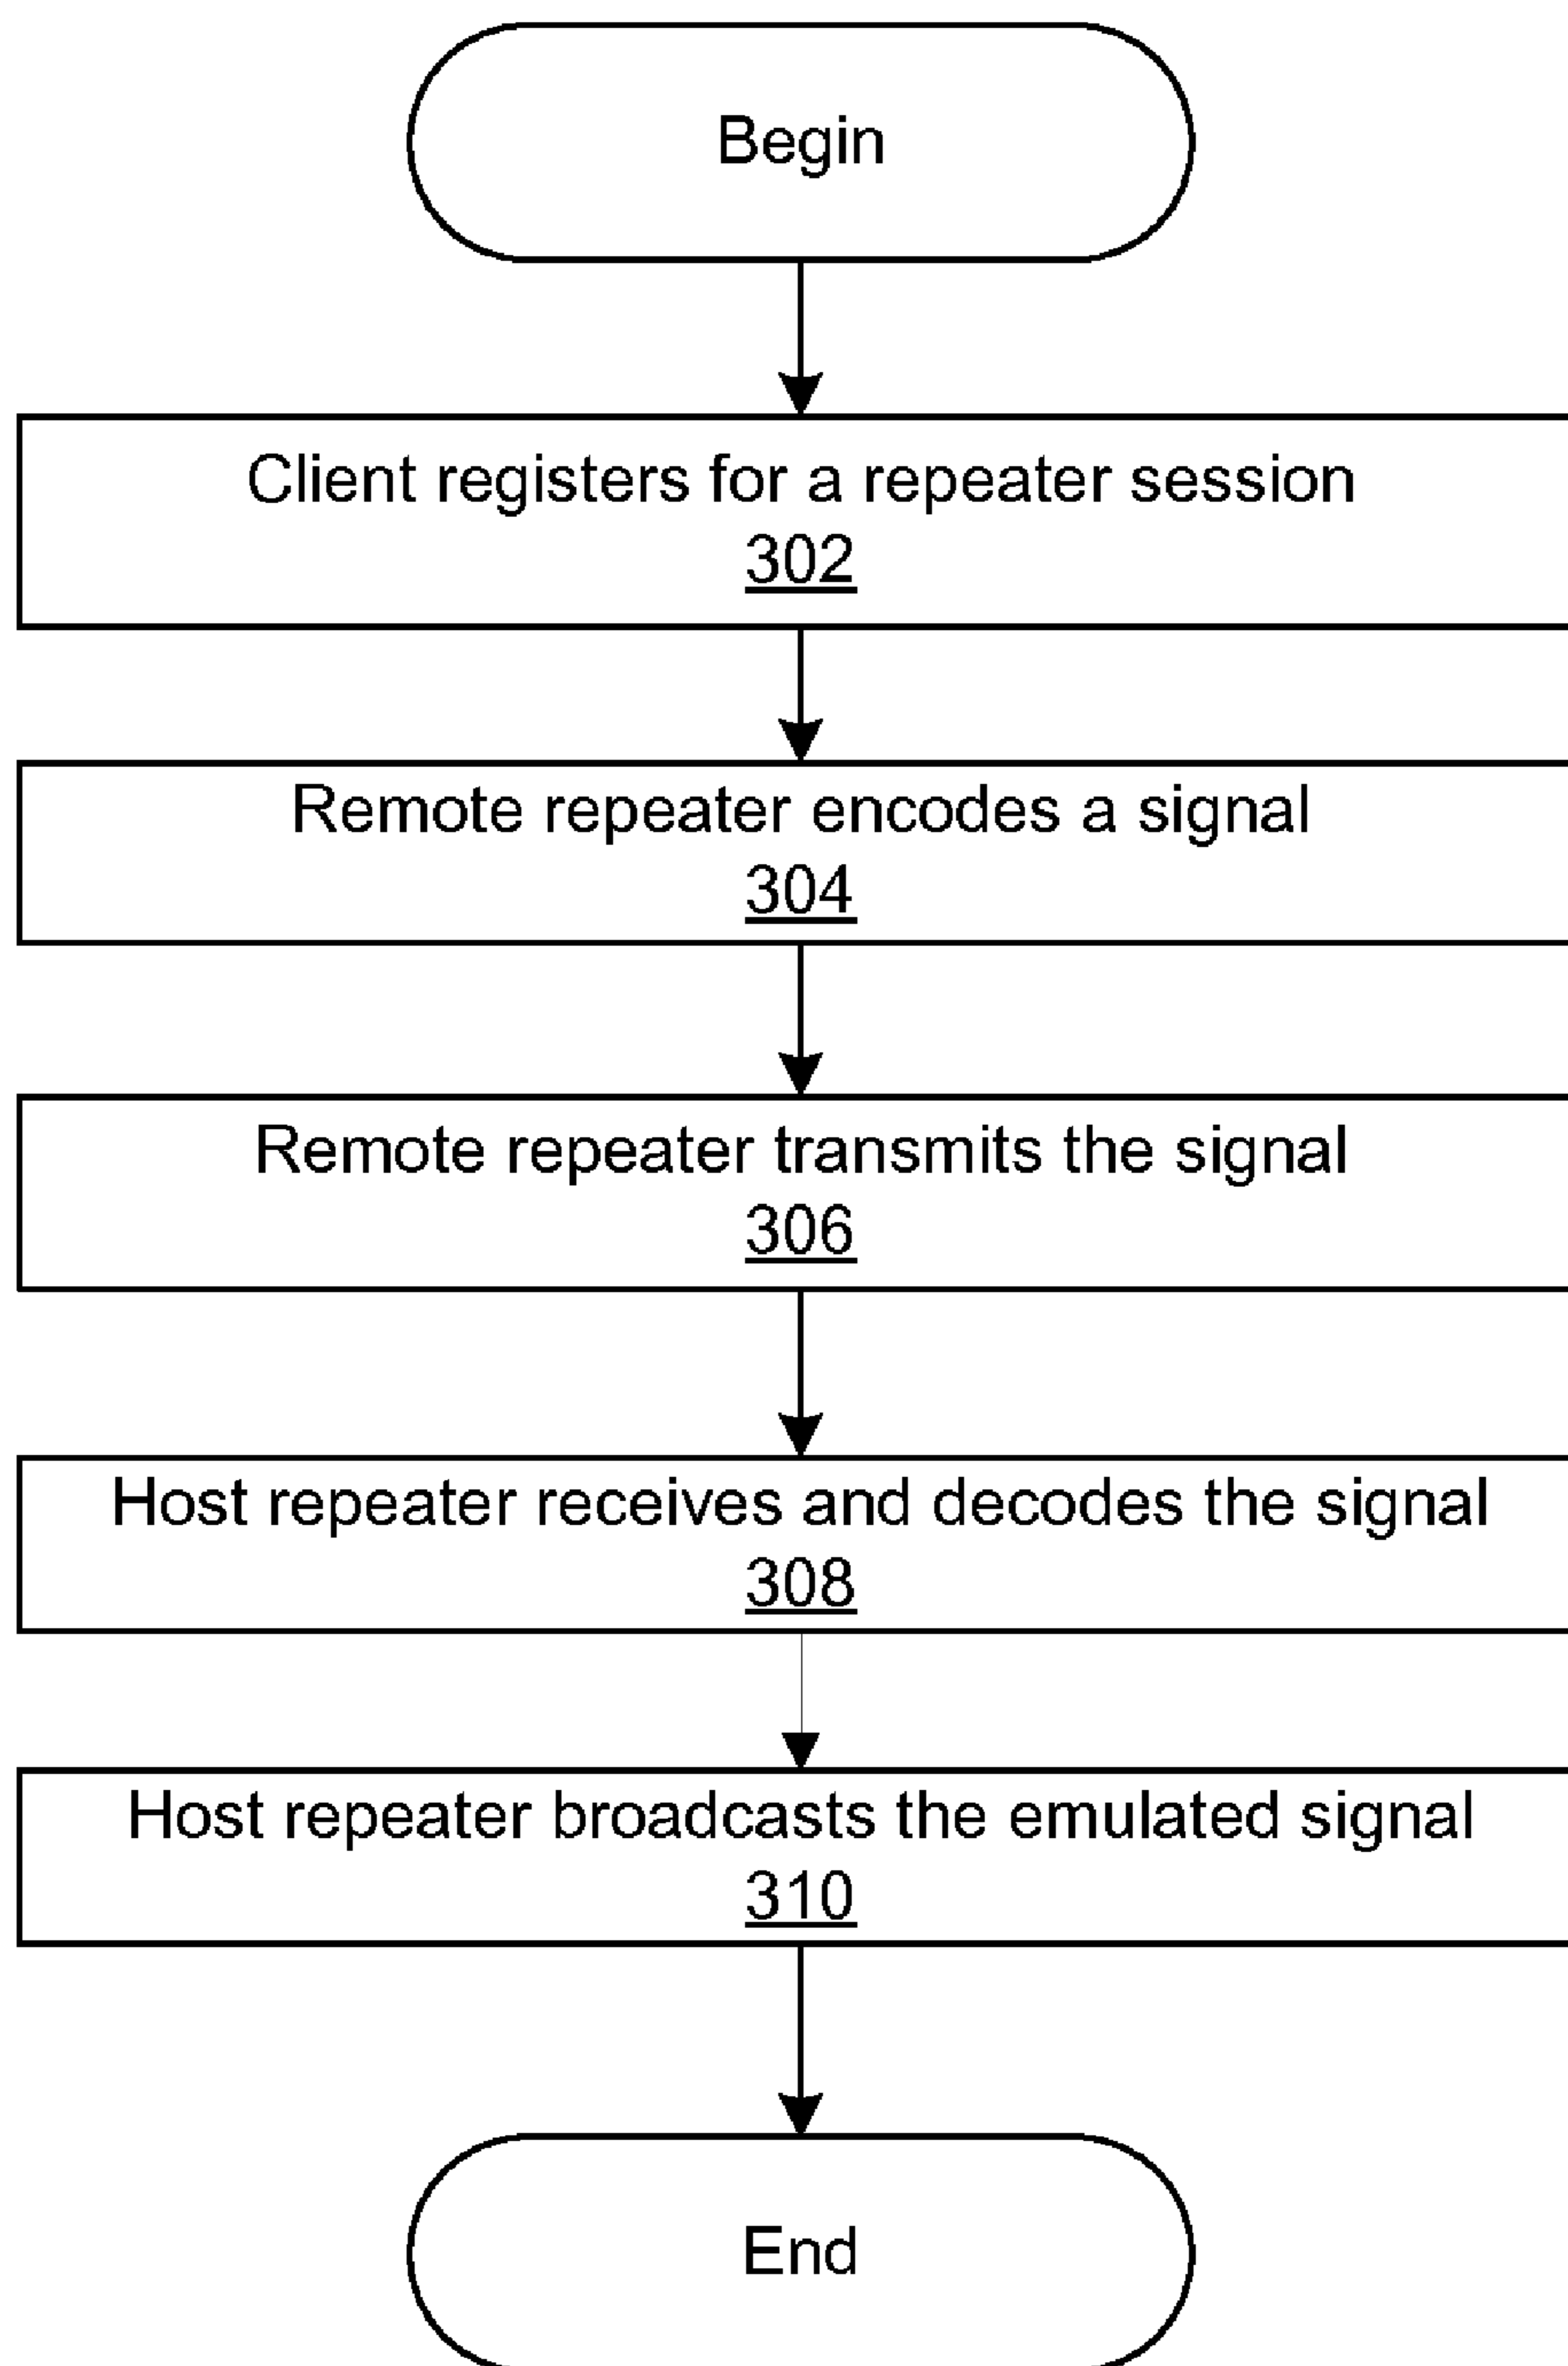 Begin
Client registers for a repeater session
302
Remote repeater encodes a signal
304
Remote repeater transmits the signal
306
Host repeater receives and decodes the signal
308
Host repeater broadcasts the emulated signal
310
End